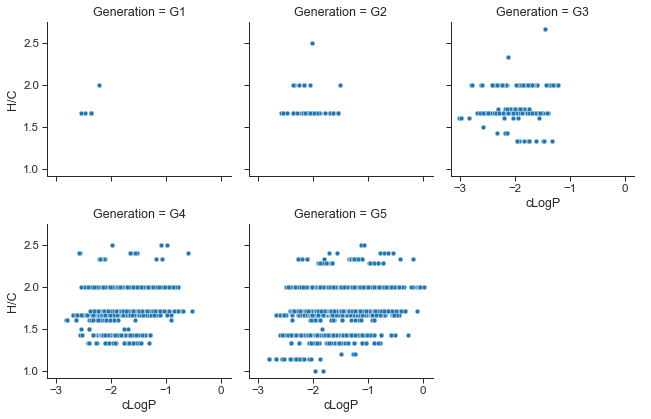 Generation = G1
Generation = G2
Generation = G3
2.5
2.0
1.5
1.0
H/C
−3
−2
−1
0
cLogP
Generation = G4
Generation = G5
2.5
2.0
1.5
1.0
H/C
−3
−2
−1
0
cLogP
−3
−2
−1
0
cLogP